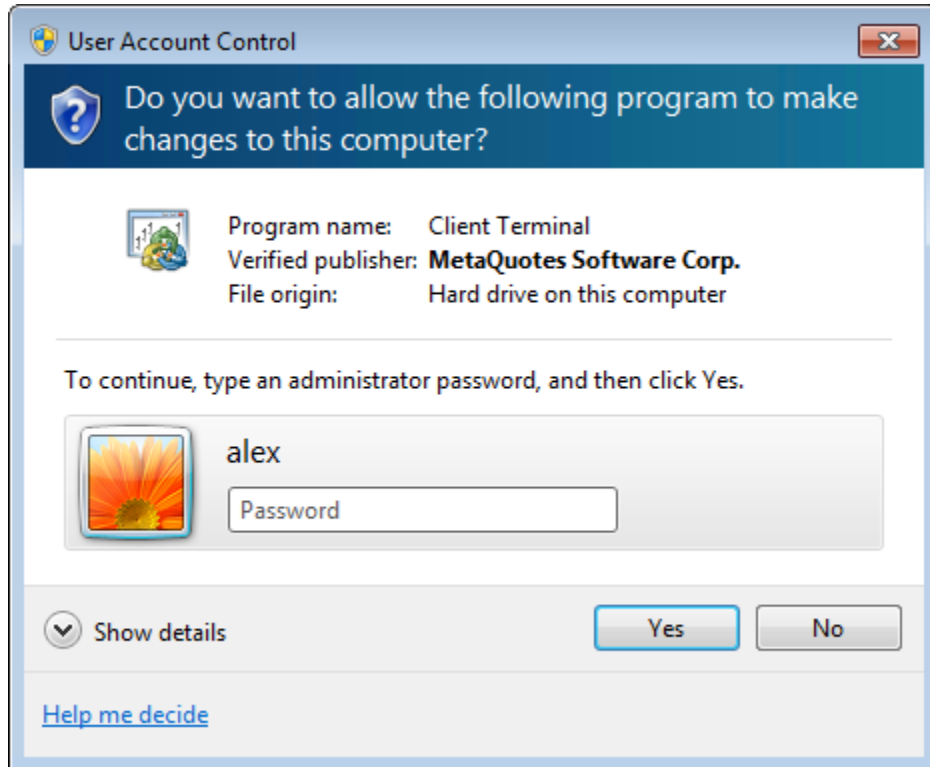 User Account Control
Do you want to allow the following program to make
changes to this computer?
Program name: Client Terminal
Verified publisher: MetaQuotes Software Corp.
File origin: Hard drive on this computer
To continue, type an administrator password, and then click Yes.
alex
Password
Show details
Yes
No
Help me decide